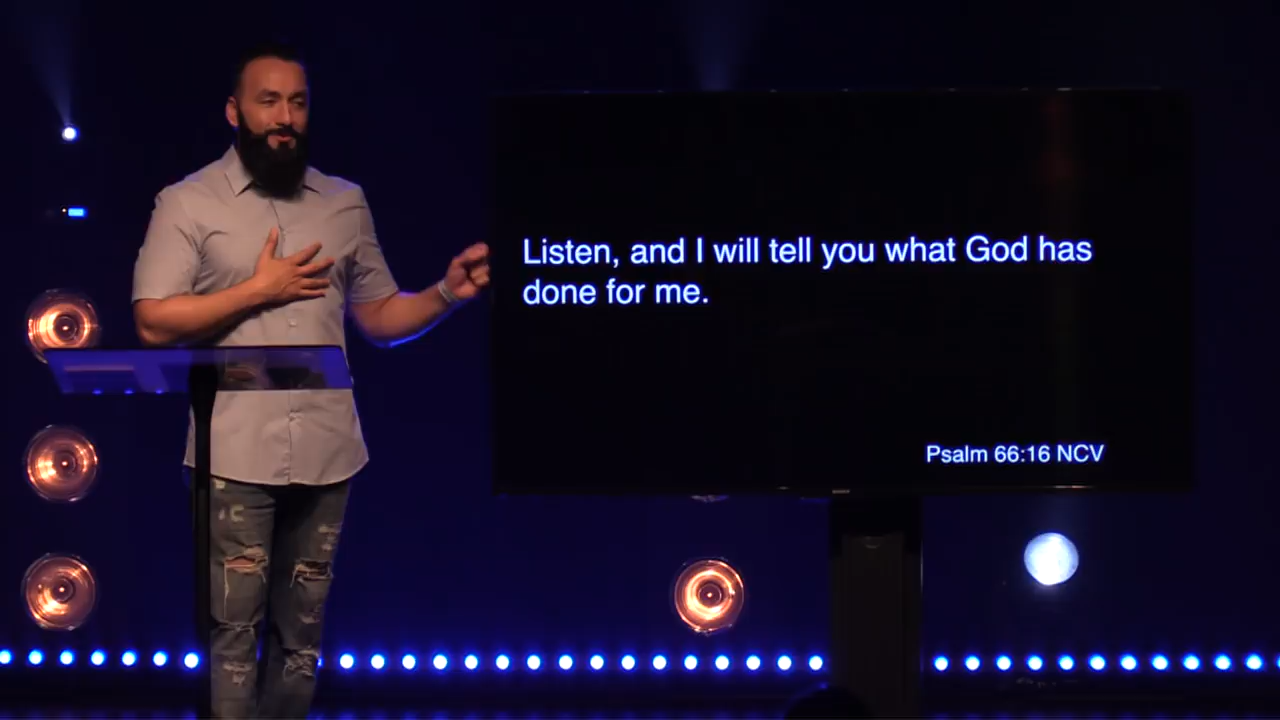 Listen, and I will tell you what God has
done for me.
Psalm 66:16 NCV